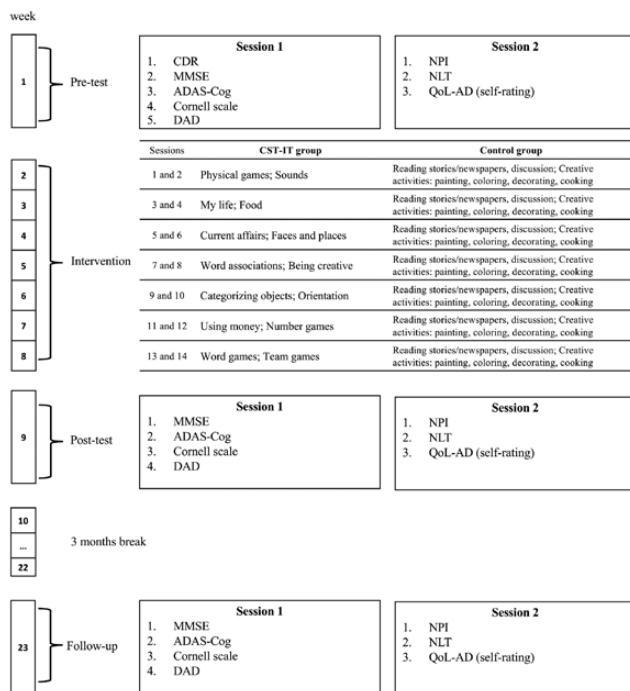 week
1
Pre-test
Session 1
1. CDR
2. MMSE
3. ADAS-Cog
4. Cornell scale
5. DAD
Session 2
1. NPI
2. NLT
3. QoL-AD (self-rating)
Sessions CST-IT group Control group
2
1 and 2 Physical games; Sounds Reading stories/newspapers, discussion; Creative
activities: painting, coloring, decorating, cooking
3
3 and 4 My life; Food Reading stories/newspapers, discussion; Creative
activities: painting, coloring, decorating, cooking
4
5 and 6 Current affairs; Faces and places Reading stories/newspapers, discussion; Creative
activities: painting, coloring, decorating, cooking
5
Intervention
7 and 8 Word associations; Being creative Reading stories/newspapers, discussion; Creative
activities: painting, coloring, decorating, cooking
6
9 and 10 Categorizing objects; Orientation Reading stories/newspapers, discussion; Creative
activities: painting, coloring, decorating, cooking
7
11 and 12 Using money; Number games Reading stories/newspapers, discussion; Creative
activities: painting, coloring, decorating, cooking
8
13 and 14 Word games; Team games Reading stories/newspapers, discussion; Creative
activities: painting, coloring, decorating, cooking
9
Post-test
Session 1
1. MMSE
2. ADAS-Cog
3. Cornell scale
4. DAD
Session 2
1. NPI
2. NLT
3. QoL-AD (self-rating)
10
...
22
3 months break
23
Follow-up
Session 1
1. MMSE
2. ADAS-Cog
3. Cornell scale
4. DAD
Session 2
1. NPI
2. NLT
3. QoL-AD (self-rating)